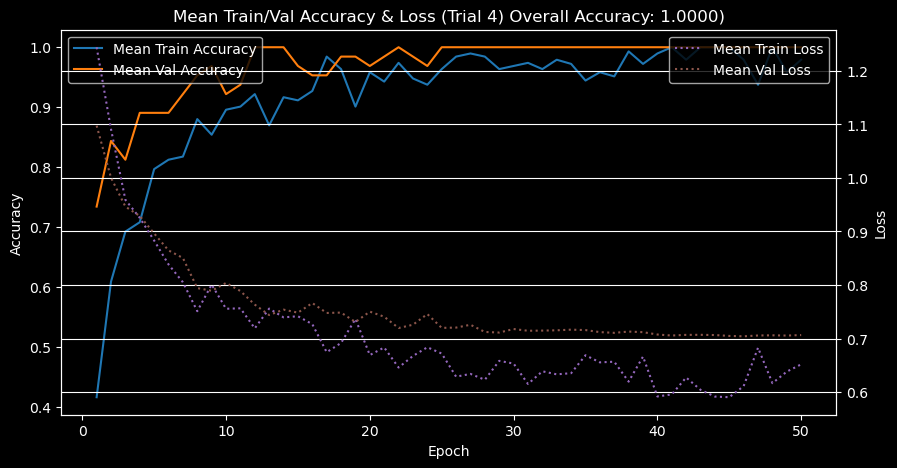 Mean Train/Val Accuracy & Loss (Trial 4) Overall Accuracy: 1.0000)
Mean Train Accuracy
Mean Val Accuracy
Mean Train Loss
Mean Val Loss
Accuracy
1.0
0.9
0.8
0.7
0.6
0.5
0.4
1.2
1.1
1.0
0.9
0.8
0.7
0.6
Loss
0
10
20
30
40
50
Epoch